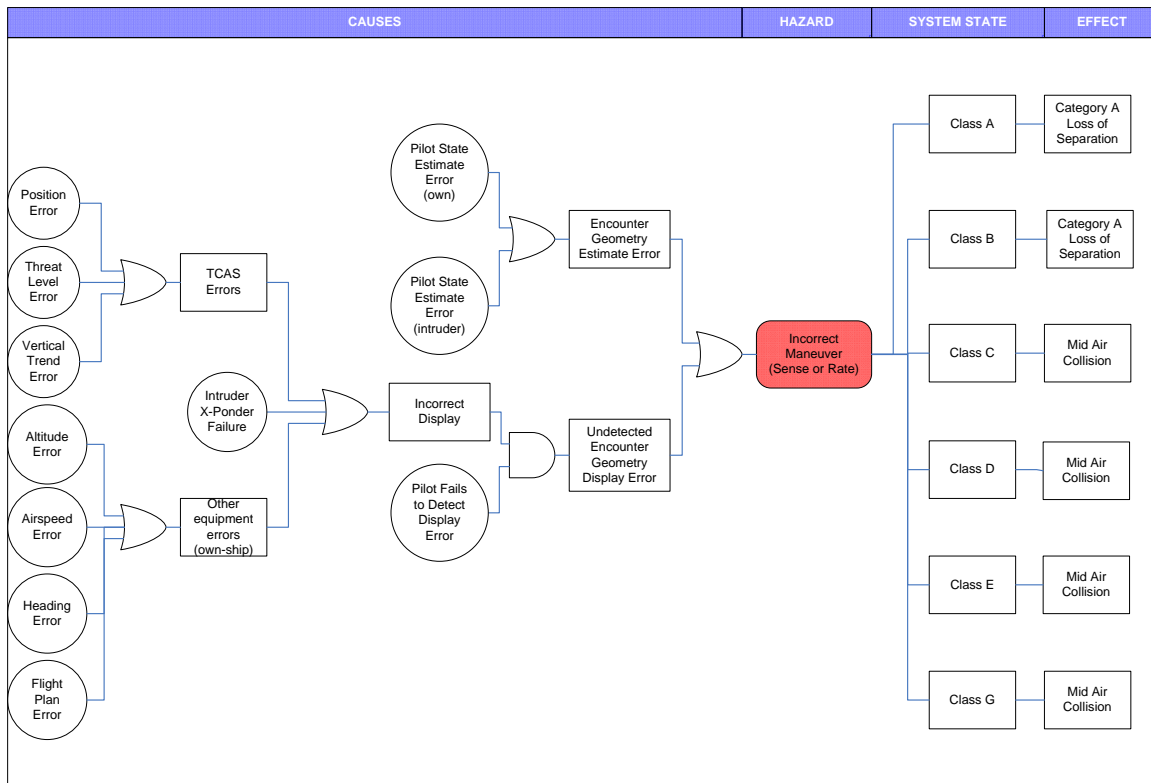 CAUSES
HAZARD
SYSTEM STATE
EFFECT
Position
Error
Threat
Level
Error
Vertical
Trend
Error
Altitude
Error
Airspeed
Error
Heading
Error
Flight
Plan
Error
TCAS
Errors
Intruder
X-Ponder
Failure
Other
equipment
errors
(own-ship)
Pilot State
Estimate
Error
(own)
Pilot State
Estimate
Error
(intruder)
Incorrect
Display
Pilot Fails
to Detect
Display
Error
Encounter
Geometry
Estimate Error
Undetected
Encounter
Geometry
Display Error
Incorrect
Maneuver
(Sense or Rate)
Class A
Category A
Loss of
Separation
Class B
Category A
Loss of
Separation
Class C
Mid Air
Collision
Class D
Mid Air
Collision
Class E
Mid Air
Collision
Class G
Mid Air
Collision